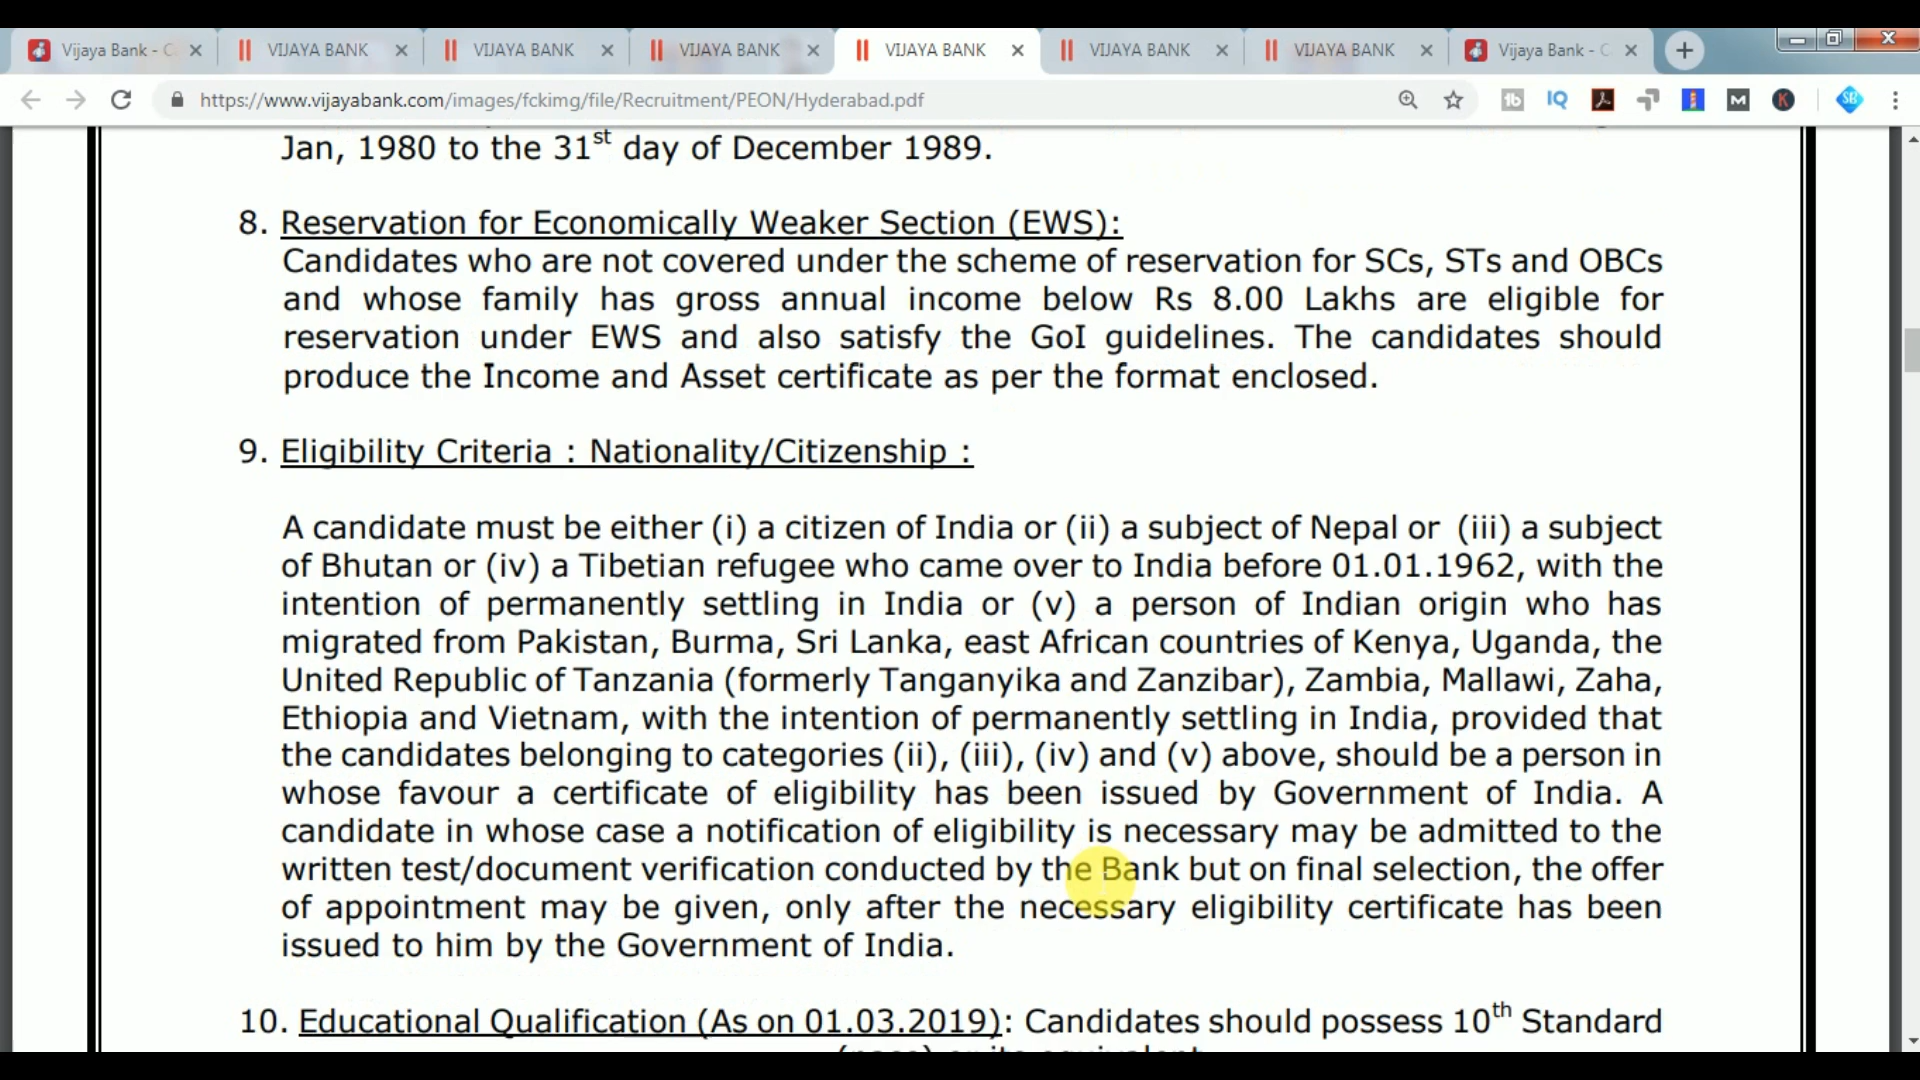 Vijaya Bank - C
VIJAYA BANK
VIJAYA BANK
VIJAYA BANK
VIJAYA BANK
VIJAYA BANK
VIJAYA BANK
Vijaya Bank - C
https://www.vijayabank.com/images/fckimg/file/Recruitment/PEON/Hyderabad.pdf
Jan, 1980 to the 31st day of December 1989.
8. Reservation for Economically Weaker Section (EWS):
Candidates who are not covered under the scheme of reservation for SCs, STs and OBCs
and whose family has gross annual income below Rs 8.00 Lakhs are eligible for
reservation under EWS and also satisfy the GoI guidelines. The candidates should
produce the Income and Asset certificate as per the format enclosed.
9. Eligibility Criteria : Nationality/Citizenship :
A candidate must be either (i) a citizen of India or (ii) a subject of Nepal or (iii) a subject
of Bhutan or (iv) a Tibetian refugee who came over to India before 01.01.1962, with the
intention of permanently settling in India or (v) a person of Indian origin who has
migrated from Pakistan, Burma, Sri Lanka, east African countries of Kenya, Uganda, the
United Republic of Tanzania (formerly Tanganyika and Zanzibar), Zambia, Mallawi, Zaha,
Ethiopia and Vietnam, with the intention of permanently settling in India, provided that
the candidates belonging to categories (ii), (iii), (iv) and (v) above, should be a person in
whose favour a certificate of eligibility has been issued by Government of India. A
candidate in whose case a notification of eligibility is necessary may be admitted to the
written test/document verification conducted by the Bank but on final selection, the offer
of appointment may be given, only after the necessary eligibility certificate has been
issued to him by the Government of India.
10. Educational Qualification (As on 01.03.2019): Candidates should possess 10th Standard